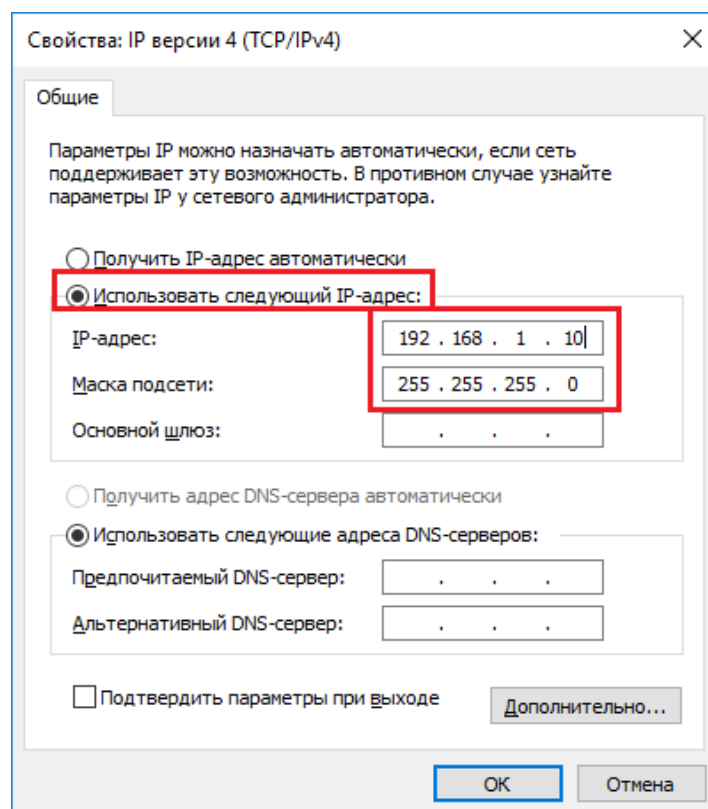 Свойства: IP версии 4 (TCP/IPv4)
Общие
Параметры IP можно назначать автоматически, если сеть
поддерживает эту возможность. В противном случае узнайте
параметры IP у сетевого администратора.
Получить IP-адрес автоматически
Использовать следующий IP-адрес:
IP-адрес: 192 . 168 . 1 . 10
Маска подсети: 255 . 255 . 255 . 0
Основной шлюз: . . .
Получить адрес DNS-сервера автоматически
Использовать следующие адреса DNS-серверов:
Предпочитаемый DNS-сервер: . . .
Альтернативный DNS-сервер: . . .
Подтвердить параметры при выходе
Дополнительно...
ОК Отмена